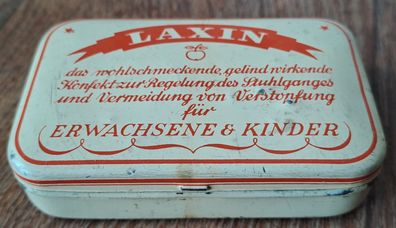 LAXIN
das wohlschmeckende, gelind wirkende
Konfekt zur Regelung des Stuhlganges
und Vermeidung von Verstopfung
für
ERWACHSENE & KINDER